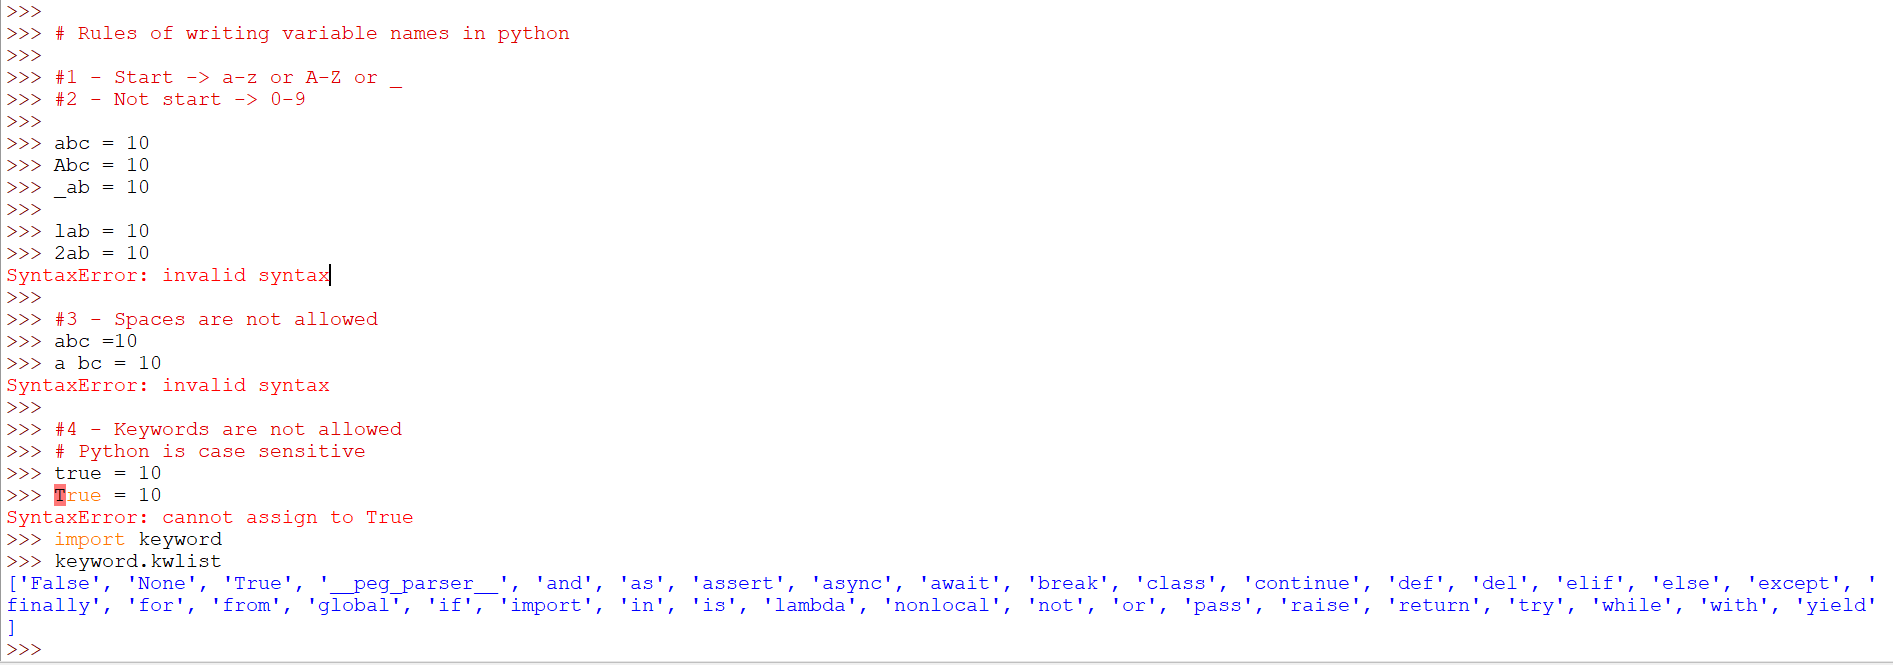 >>>
>>> # Rules of writing variable names in python
>>>
>>> #1 - Start -> a-z or A-Z or _
>>> #2 - Not start -> 0-9
>>>
>>> abc = 10
>>> Abc = 10
>>> _ab = 10
>>>
>>> lab = 10
>>> 2ab = 10
SyntaxError: invalid syntax
>>>
>>> #3 - Spaces are not allowed
>>> abc =10
>>> a bc = 10
SyntaxError: invalid syntax
>>>
>>> #4 - Keywords are not allowed
>>> # Python is case sensitive
>>> true = 10
>>> True = 10
SyntaxError: cannot assign to True
>>> import keyword
>>> keyword.kwlist
['False', 'None', 'True', '__peg_parser__', 'and', 'as', 'assert', 'async', 'await', 'break', 'class', 'continue', 'def', 'del', 'elif', 'else', 'except', '
finally', 'for', 'from', 'global', 'if', 'import', 'in', 'is', 'lambda', 'nonlocal', 'not', 'or', 'pass', 'raise', 'return', 'try', 'while', 'with', 'yield'
]
>>>